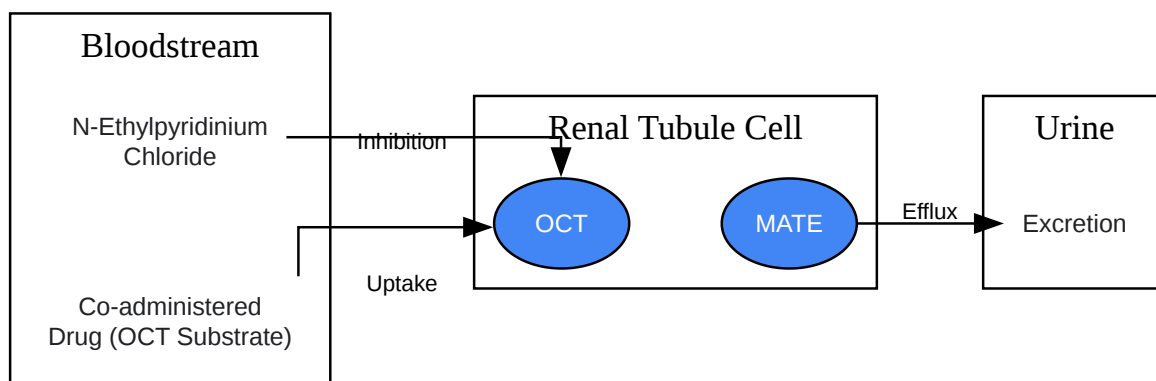 Bloodstream
N-Ethylpyridinium
Chloride
Inhibition
Renal Tubule Cell
Urine
OCT
MATE
Efflux
Excretion
Uptake
Co-administered
Drug (OCT Substrate)